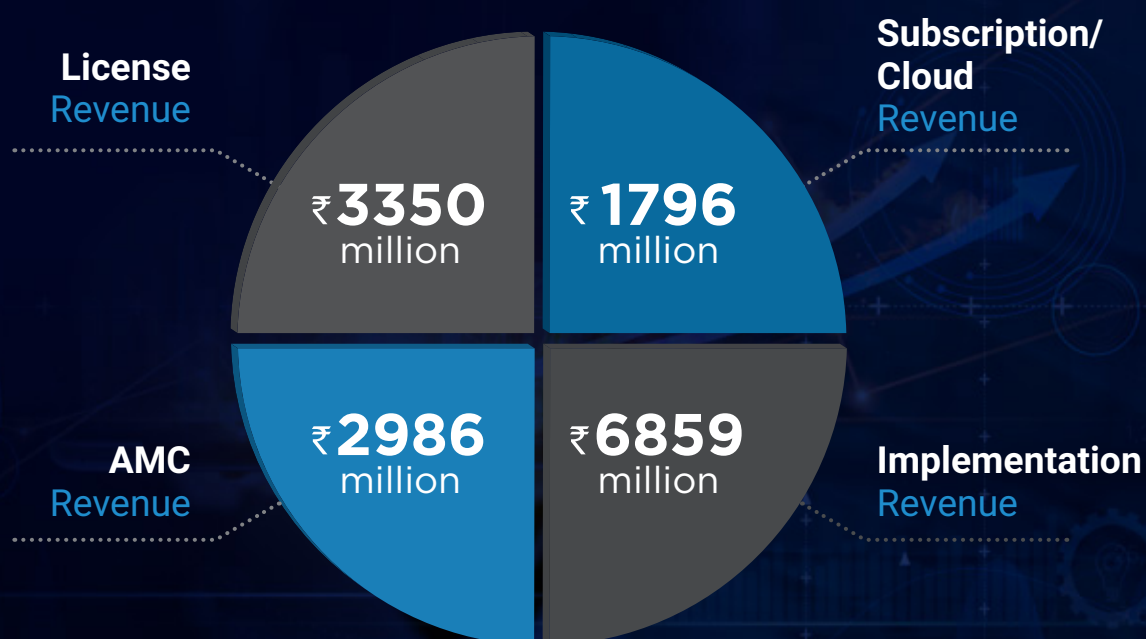 License
Revenue
₹3350
million
Subscription/
Cloud
Revenue
₹ 1796
million
AMC
Revenue
₹2986
million
₹6859
million
Implementation
Revenue